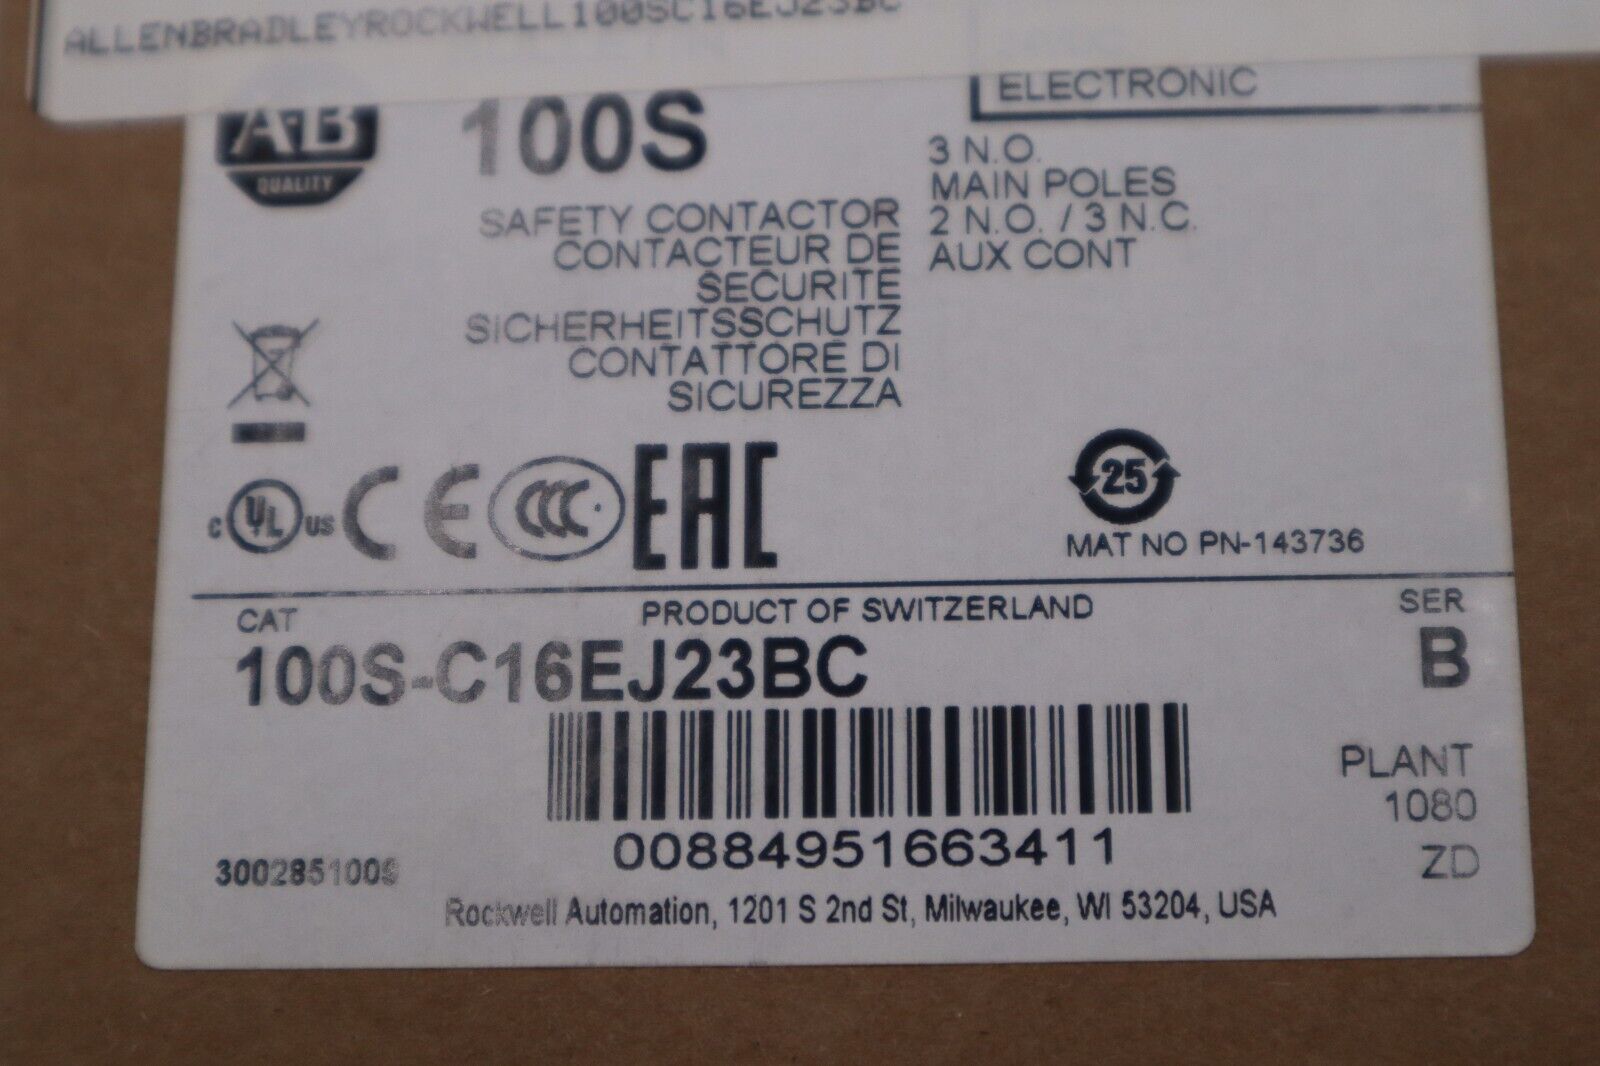 ALLENBRADLEYROCKWELL100SC16EJ23BC
AB
QUALITY
100S
ELECTRONIC
SAFETY CONTACTOR
CONTACTEUR DE
SECURITE
SICHERHEITSSCHUTZ
CONTATTORE DI
SICUREZZA
3 N.O.
MAIN POLES
2 N.O. / 3 N.C.
AUX CONT
C UL US CE CCC EAC
25
MAT NO PN-143736
CAT
PRODUCT OF SWITZERLAND
SER
100S-C16EJ23BC
B
PLANT
1080
ZD
00884951663411
3002851009
Rockwell Automation, 1201 S 2nd St, Milwaukee, WI 53204, USA